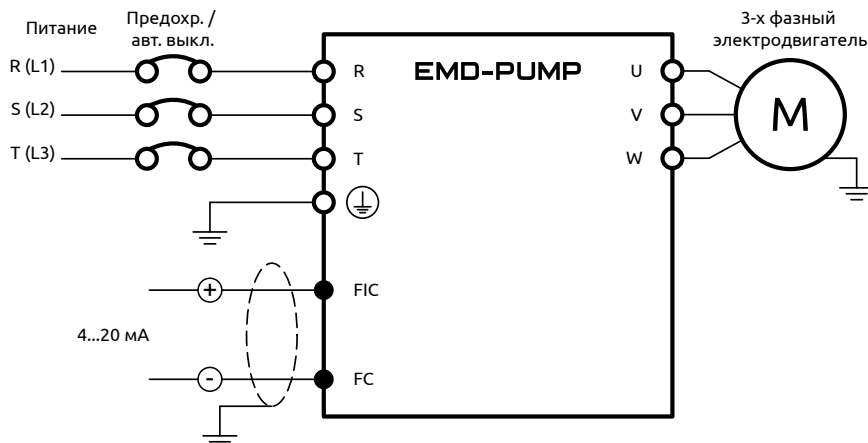 Питание
Предохр. /
авт. выкл.
3-х фазный
электродвигатель
R (L1)
R
EMD-PUMP
U
S (L2)
S
V
M
T (L3)
T
W
+
FIC
4...20 мА
-
FC